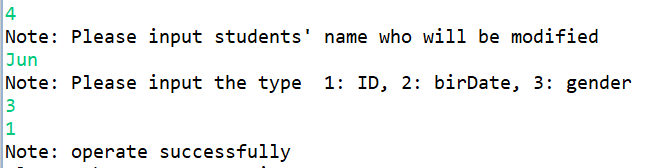 4
Note: Please input students' name who will be modified
Jun
Note: Please input the type  1: ID, 2: birDate, 3: gender
3
1
Note: operate successfully